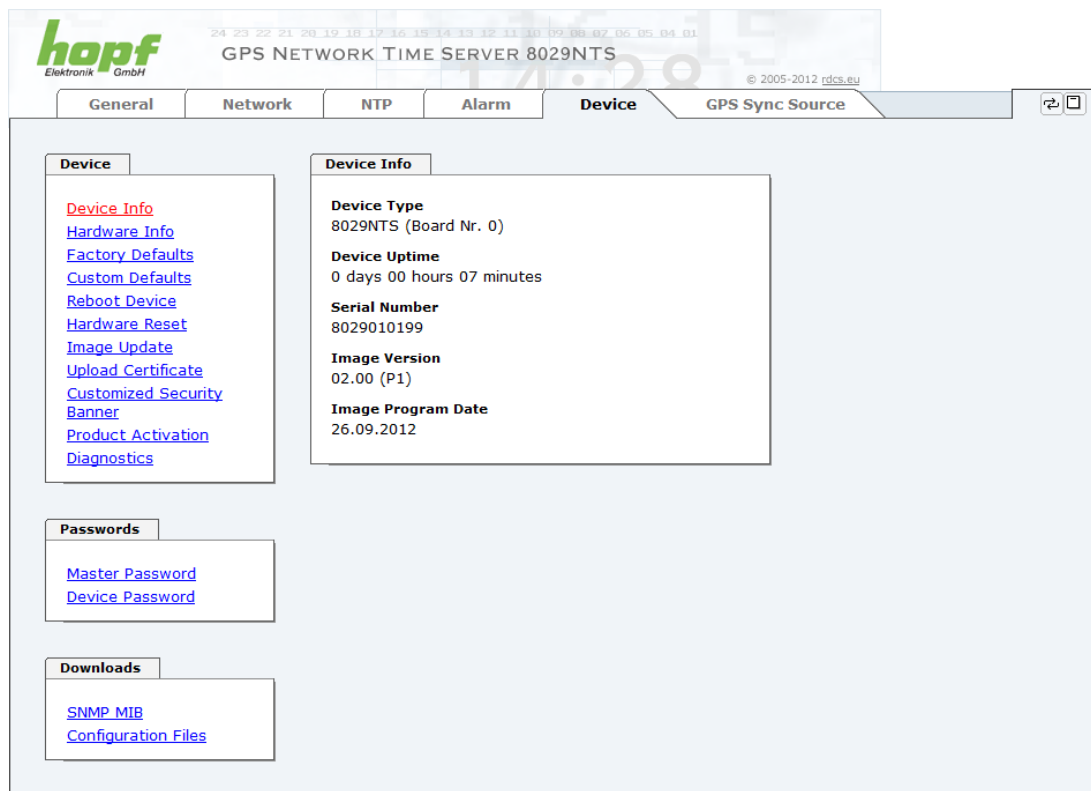 hopf
Elektronik GmbH
24 23 22 21 20 19 18 17 16 15 14 13 12 11 10 09 08 07 06 05 04 01
GPS NETWORK TIME SERVER 8029NTS
14:28
© 2005-2012 rdcs.eu
General
Network
NTP
Alarm
Device
GPS Sync Source
Device
Device Info
Hardware Info
Factory Defaults
Custom Defaults
Reboot Device
Hardware Reset
Image Update
Upload Certificate
Customized Security
Banner
Product Activation
Diagnostics
Device Info
Device Type
8029NTS (Board Nr. 0)
Device Uptime
0 days 00 hours 07 minutes
Serial Number
8029010199
Image Version
02.00 (P1)
Image Program Date
26.09.2012
Passwords
Master Password
Device Password
Downloads
SNMP MIB
Configuration Files